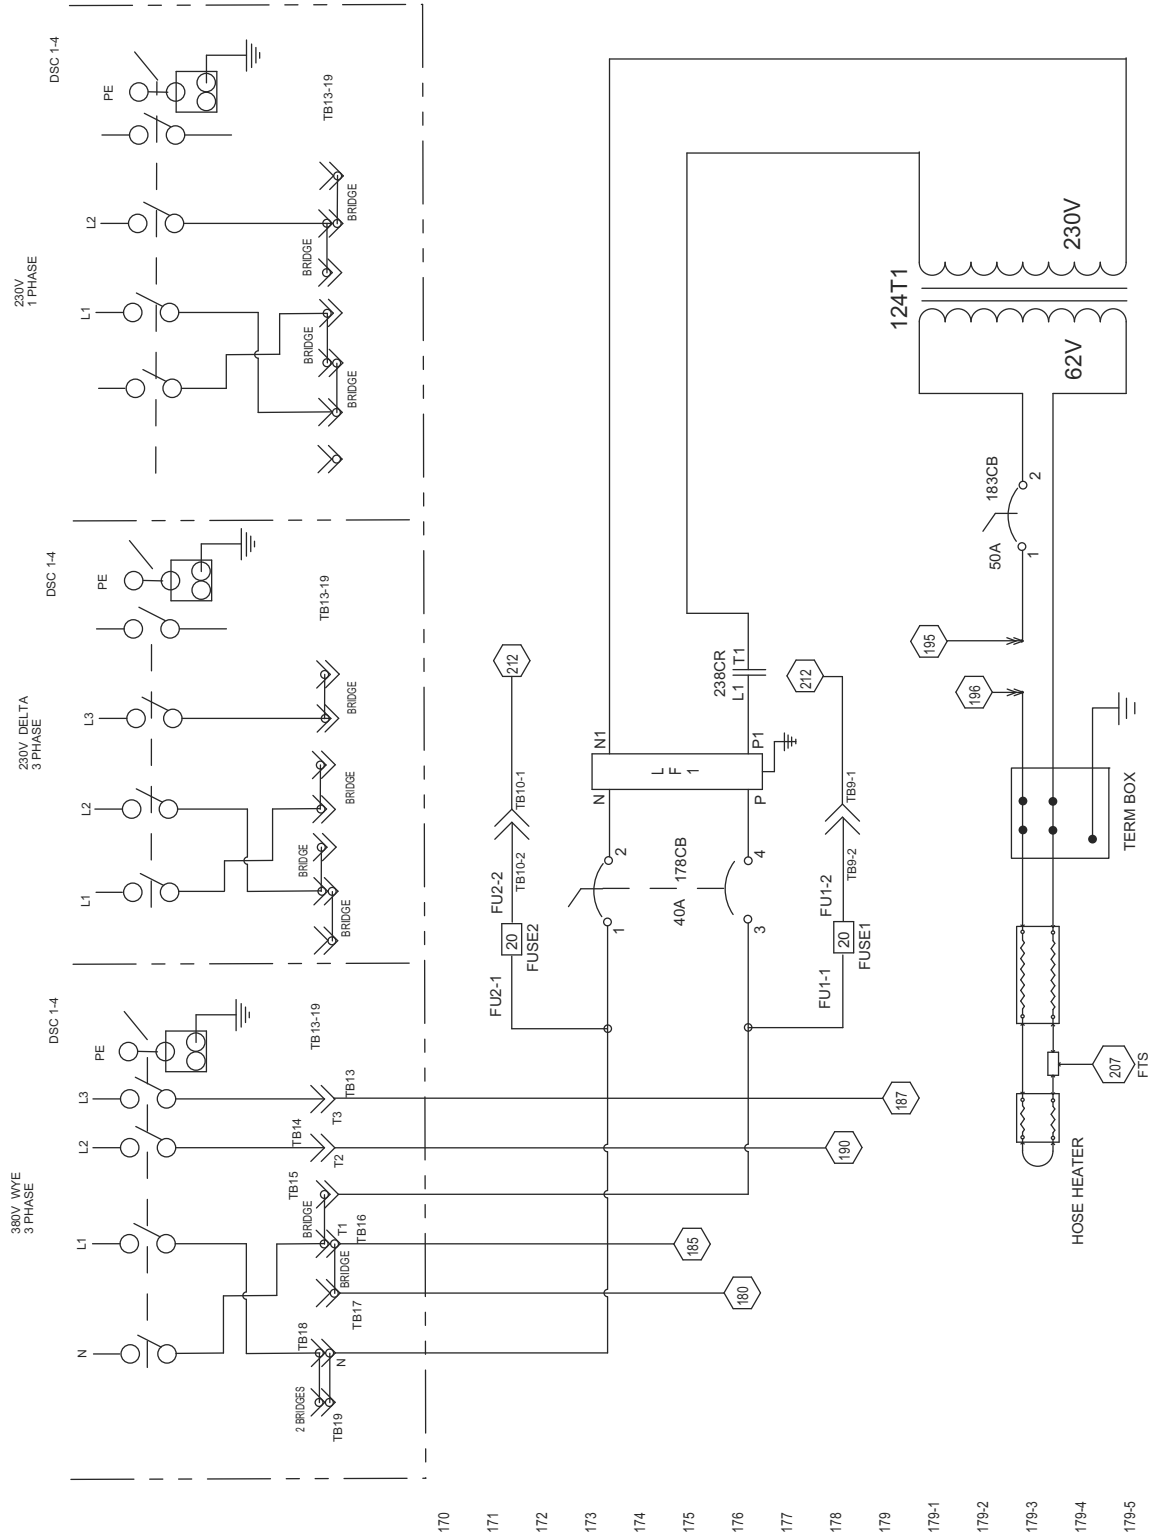 380V WYE
3 PHASE
N
L1
L2
L3
PE
DSC 1-4
2 BRIDGES
TB19
TB18
N
TB17
BRIDGE
BRIDGE
T1
TB16
TB15
TB14
T2
T3
TB13
TB13-19
230V DELTA
3 PHASE
L1
L2
L3
PE
DSC 1-4
BRIDGE
BRIDGE
BRIDGE
BRIDGE
TB13-19
230V
1 PHASE
L1
L2
PE
DSC 1-4
BRIDGE
BRIDGE
BRIDGE
BRIDGE
TB13-19
170
171
172
173
174
175
176
177
178
179
179-1
179-2
179-3
179-4
179-5
180
185
190
187
FU2-1
20
FUSE2
FU2-2
TB10-2
TB10-1
212
1
2
40A 178CB
3
4
N
N1
L F 1
P
P1
238CR
L1 T1
FU1-1
20
FUSE1
FU1-2
TB9-2
TB9-1
212
124T1
62V
230V
195
50A
183CB
1
2
196
TERM BOX
207
FTS
HOSE HEATER